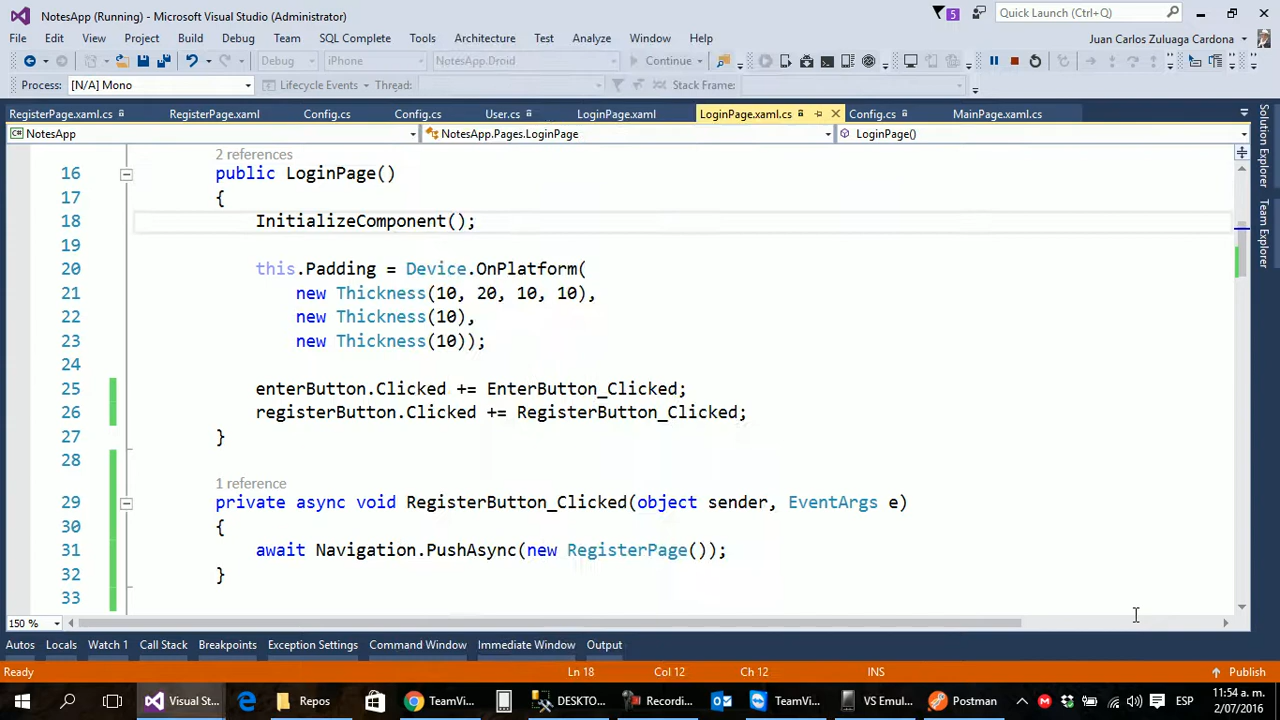 NotesApp (Running) - Microsoft Visual Studio (Administrator)
5
Quick Launch (Ctrl+Q)
File Edit View Project Build Debug Team SQL Complete Tools Architecture Test Analyze Window Help
Juan Carlos Zuluaga Cardona
Debug iPhone NotesApp.Droid Continue
Process: [N/A] Mono Lifecycle Events Thread: Stack Frame:
RegisterPage.xaml.cs RegisterPage.xaml Config.cs Config.cs User.cs LoginPage.xaml LoginPage.xaml.cs Config.cs MainPage.xaml.cs
NotesApp NotesApp.Pages.LoginPage LoginPage()
Solution Explorer
Team Explorer
2 references
16 public LoginPage()
17 {
18 InitializeComponent();
19
20 this.Padding = Device.OnPlatform(
21 new Thickness(10, 20, 10, 10),
22 new Thickness(10),
23 new Thickness(10));
24
25 enterButton.Clicked += EnterButton_Clicked;
26 registerButton.Clicked += RegisterButton_Clicked;
27 }
28
1 reference
29 private async void RegisterButton_Clicked(object sender, EventArgs e)
30 {
31 await Navigation.PushAsync(new RegisterPage());
32 }
33
150 %
Autos Locals Watch 1 Call Stack Breakpoints Exception Settings Command Window Immediate Window Output
Ready Ln 18 Col 12 Ch 12 INS Publish
Visual St... Repos TeamV... DESKTO... Recordi... TeamV... VS Emul... Postman ESP 11:54 a. m.
2/07/2016